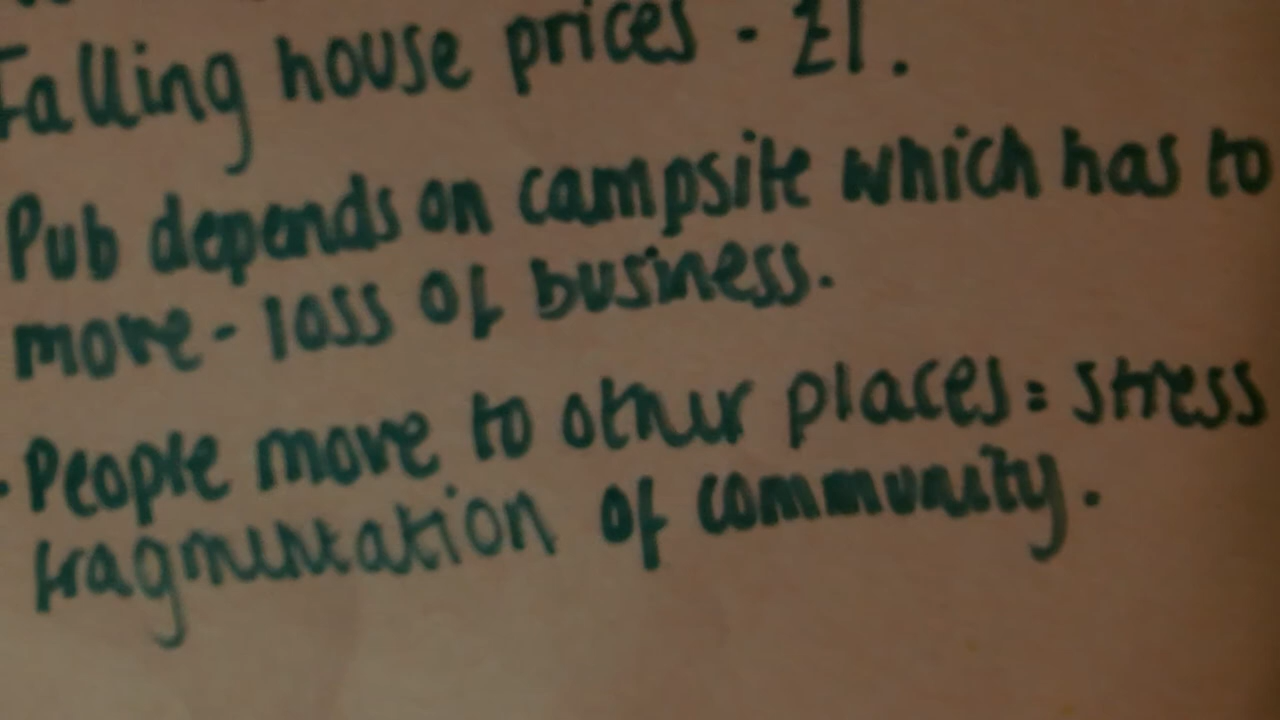 Falling house prices - £1.
Pub depends on campsite which has to
move - loss of business.
· People move to other places = stress
fragmentation of community.